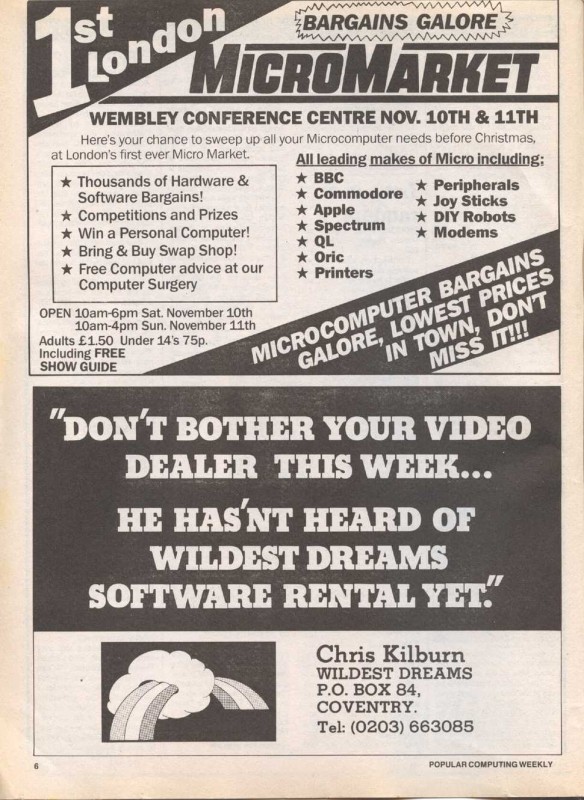 1st London
BARGAINS GALORE
MICROMARKET
WEMBLEY CONFERENCE CENTRE NOV. 10TH & 11TH
Here's your chance to sweep up all your Microcomputer needs before Christmas,
at London's first ever Micro Market.
★ Thousands of Hardware &
Software Bargains!
★ Competitions and Prizes
★ Win a Personal Computer!
★ Bring & Buy Swap Shop!
★ Free Computer advice at our
Computer Surgery
All leading makes of Micro including:
★ BBC
★ Commodore
★ Apple
★ Spectrum
★ QL
★ Oric
★ Printers
★ Peripherals
★ Joy Sticks
★ DIY Robots
★ Modems
OPEN 10am-6pm Sat. November 10th
10am-4pm Sun. November 11th
Adults £1.50 Under 14's 75p.
Including FREE
SHOW GUIDE
MICROCOMPUTER BARGAINS
GALORE, LOWEST PRICES
IN TOWN, DON'T
MISS IT!!!
"DON'T BOTHER YOUR VIDEO
DEALER THIS WEEK...
HE HAS'NT HEARD OF
WILDEST DREAMS
SOFTWARE RENTAL YET."
Chris Kilburn
WILDEST DREAMS
P.O. BOX 84,
COVENTRY.
Tel: (0203) 663085
6
POPULAR COMPUTING WEEKLY